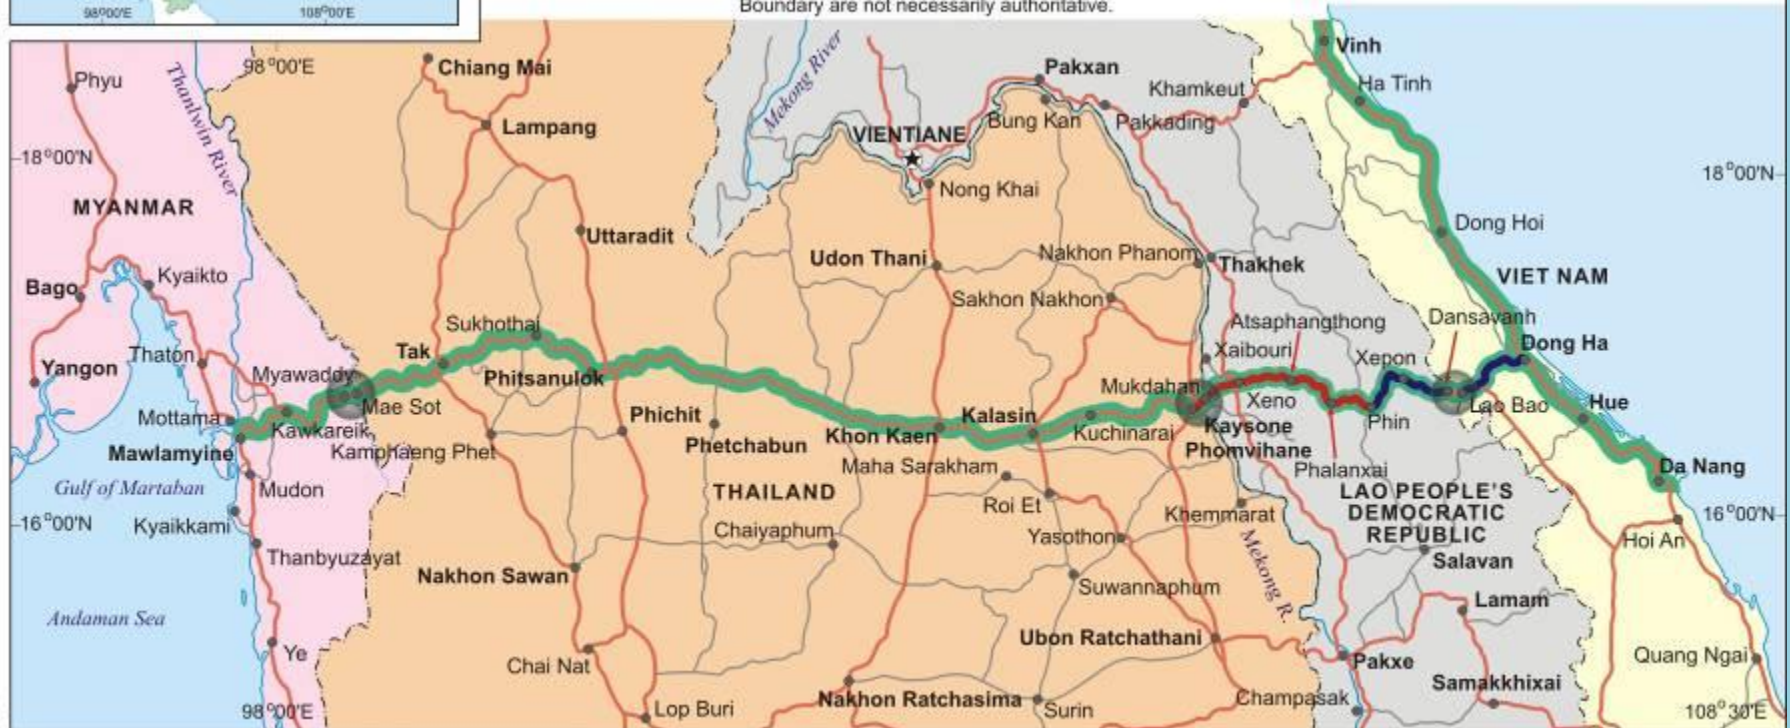 98°00'E
108°00'E
Boundary are not necessarily authoritative.
Vinh
98°00'E
Chiang Mai
Pakxan
Phyu
Thanlwin River
Mekong River
Khamkeut
Ha Tinh
Lampang
VIENTIANE
Bung Kan
Pakkading
18°00'N
18°00'N
Nong Khai
MYANMAR
Uttaradit
Dong Hoi
Udon Thani
Nakhon Phanom
Thakhek
VIET NAM
Kyaikto
Bago
Sakhon Nakhon
Atsaphangthong
Dansavanh
Sukhothai
Dong Ha
Tak
Xaibouri
Xepon
Thaton
Yangon
Myawaddy
Phitsanulok
Mukdahan
Mae Sot
Xeno
Lao Bao
Hue
Mottama
Phichit
Kalasin
Phin
Kawkareik
Khon Kaen
Kuchinarai
Kaysone
Phomvihane
Mawlamyine
Kamphaeng Phet
Phetchabun
Maha Sarakham
Phalanxai
Da Nang
Gulf of Martaban
Mudon
THAILAND
Roi Et
Khemmarat
LAO PEOPLE'S
DEMOCRATIC
REPUBLIC
16°00'N
Kyaikkami
Chaiyaphum
Yasothon
16°00'N
Hoi An
Thanbyuzayat
Mekong R.
Salavan
Nakhon Sawan
Suwannaphum
Lamam
Andaman Sea
Ubon Ratchathani
Ye
Chai Nat
Pakxe
Quang Ngai
Samakkhixai
Nakhon Ratchasima
Champasak
98°00'E
Lop Buri
Surin
108°30'E